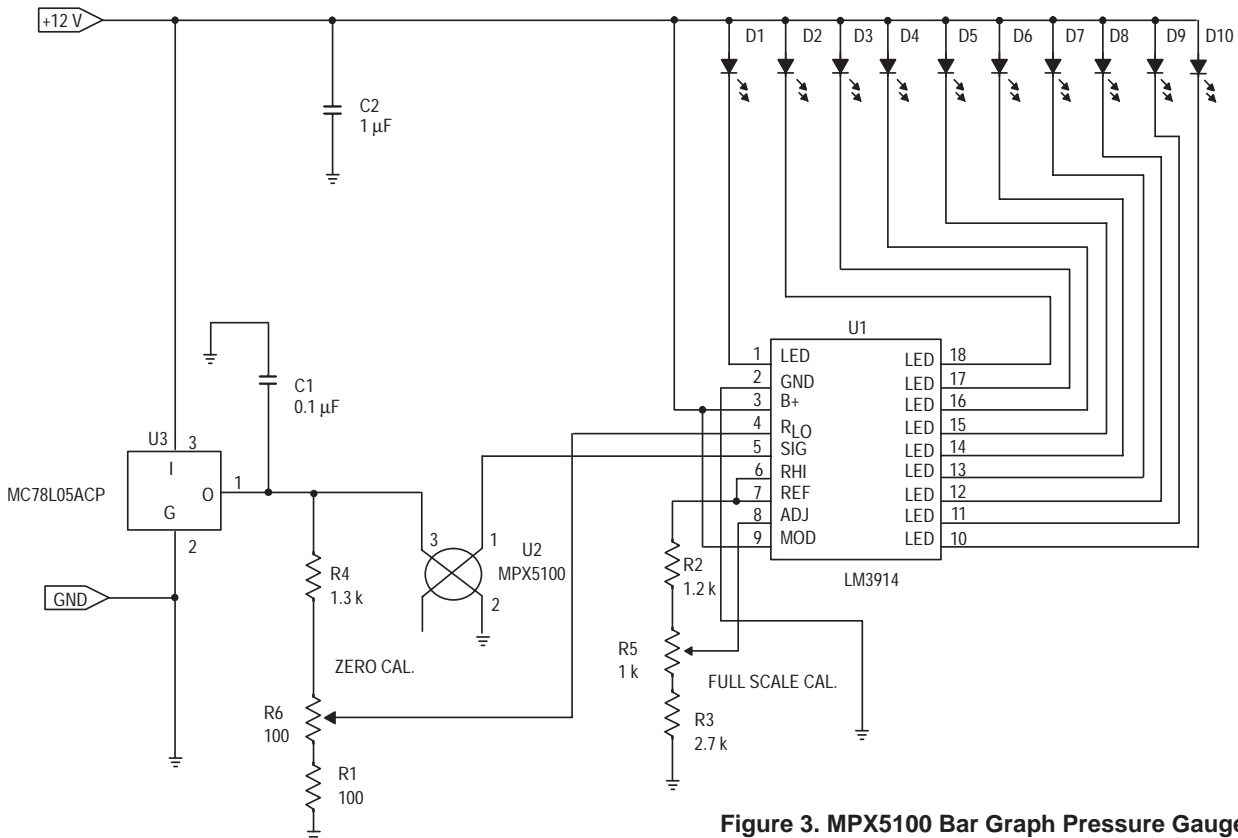 +12 V
D1
D2
D3
D4
D5
D6
D7
D8
D9
D10
C2
1 µF
U1
1
LED
LED
18
2
GND
LED
17
3
B+
LED
16
4
RLO
LED
15
5
SIG
LED
14
6
RHI
LED
13
7
REF
LED
12
8
ADJ
LED
11
9
MOD
LED
10
LM3914
C1
0.1 µF
U3
3
I
O
G
1
2
MC78L05ACP
GND
3
1
2
U2
MPX5100
R4
1.3 k
ZERO CAL.
R6
100
R1
100
R2
1.2 k
R5
1 k
FULL SCALE CAL.
R3
2.7 k
Figure 3. MPX5100 Bar Graph Pressure Gauge